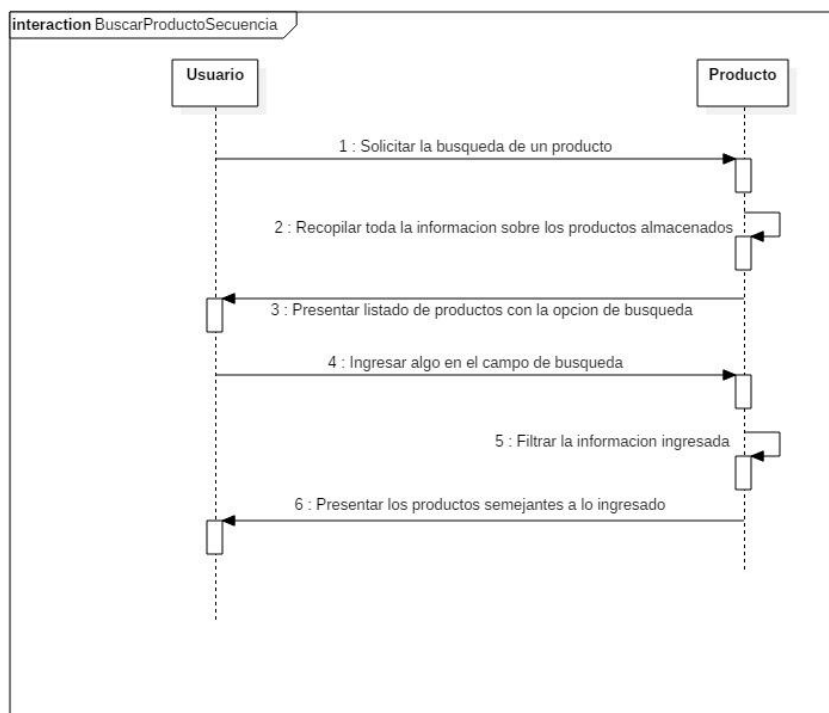 interaction BuscarProductoSecuencia
Usuario
Producto
1 : Solicitar la busqueda de un producto
2 : Recopilar toda la informacion sobre los productos almacenados
3 : Presentar listado de productos con la opcion de busqueda
4 : Ingresar algo en el campo de busqueda
5 : Filtrar la informacion ingresada
6 : Presentar los productos semejantes a lo ingresado